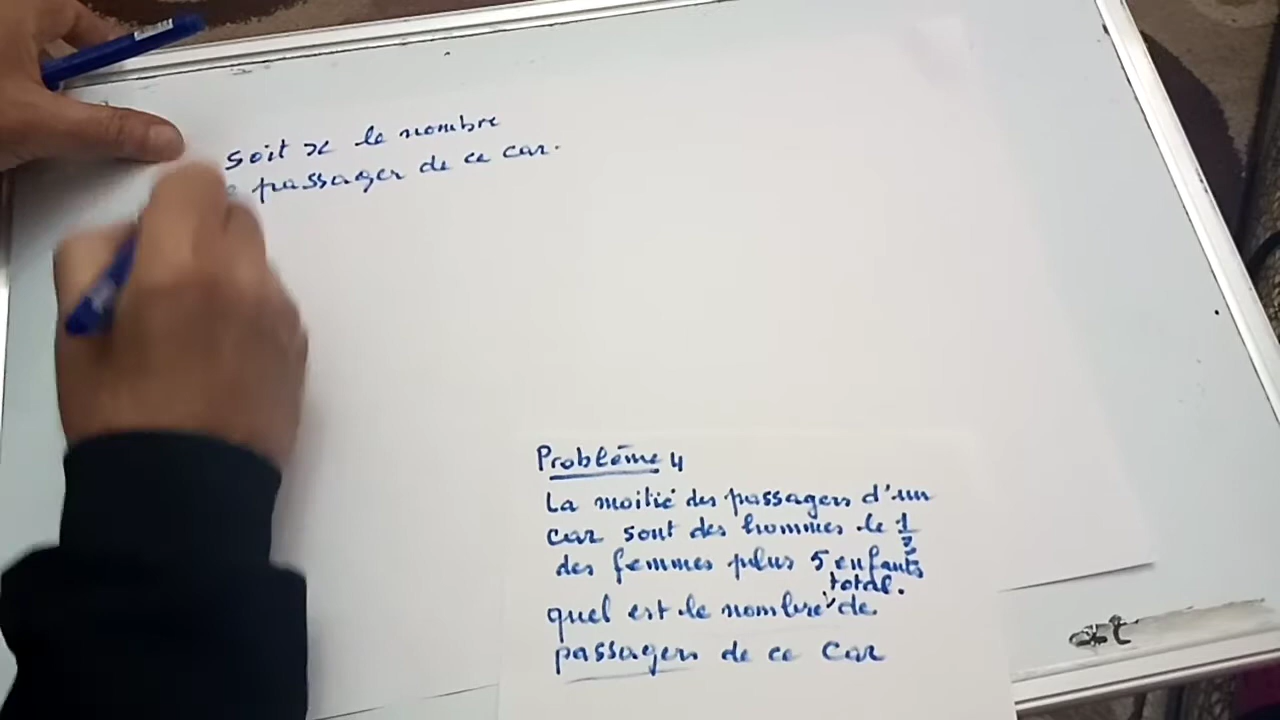 soit x le nombre
passager de ce car.
Problème 4
La moitié des passagers d'un
car sont des hommes le 1/3
des femmes plus 5 enfants
total.
quel est le nombre de
passagers de ce car